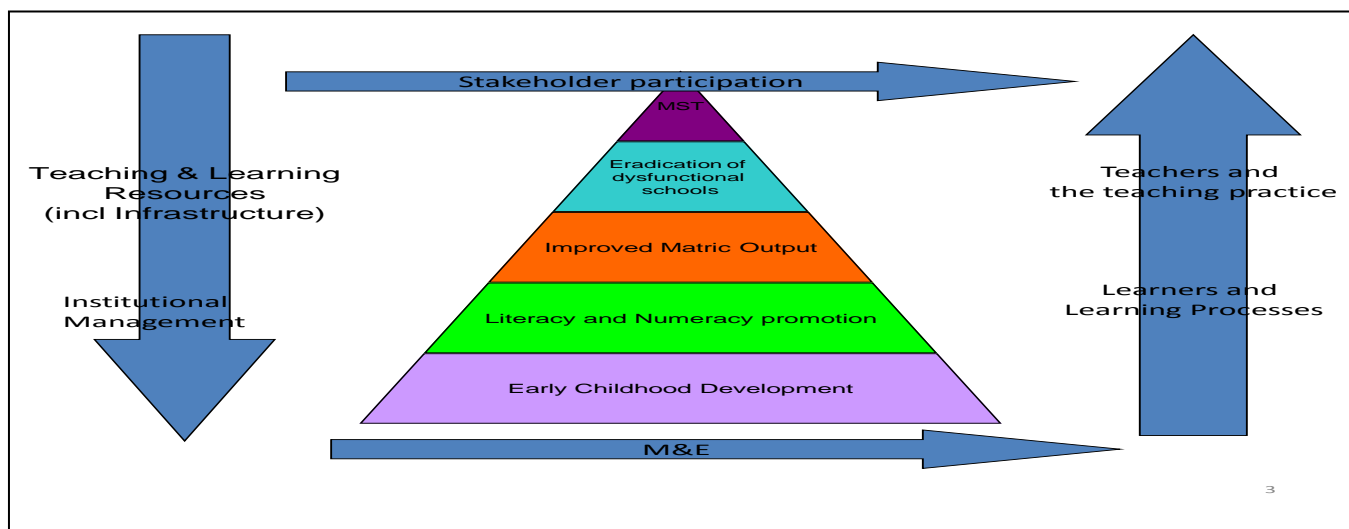 Stakeholder participation
MST
Teaching & Learning
Resources
(incl Infrastructure)
Eradication of
dysfunctional
schools
Teachers and
the teaching practice
Improved Matric Output
Institutional
Management
Literacy and Numeracy promotion
Learners and
Learning Processes
Early Childhood Development
M&E
3